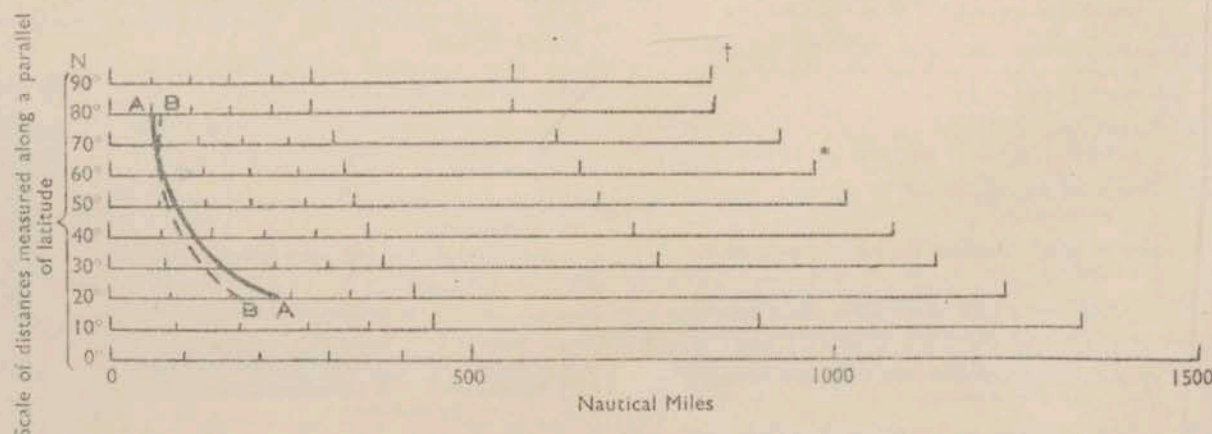 Scale of distances measured along a parallel
of latitude
N
†
90°
80°
A B
70°
60°
*
50°
40°
30°
20°
B A
10°
0°
0 500 1000 1500
Nautical Miles